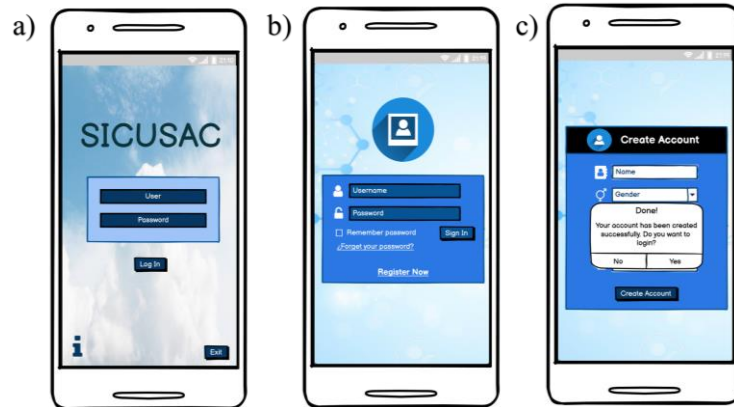 a)
SICUSAC
User
Password
Log In
i
Exit
b)
Username
Password
Remember password
Sign In
¿Forget your password?
Register Now
c)
Create Account
Name
Gender
Done!
Your account has been created
successfully. Do you want to
login?
No
Yes
Create Account